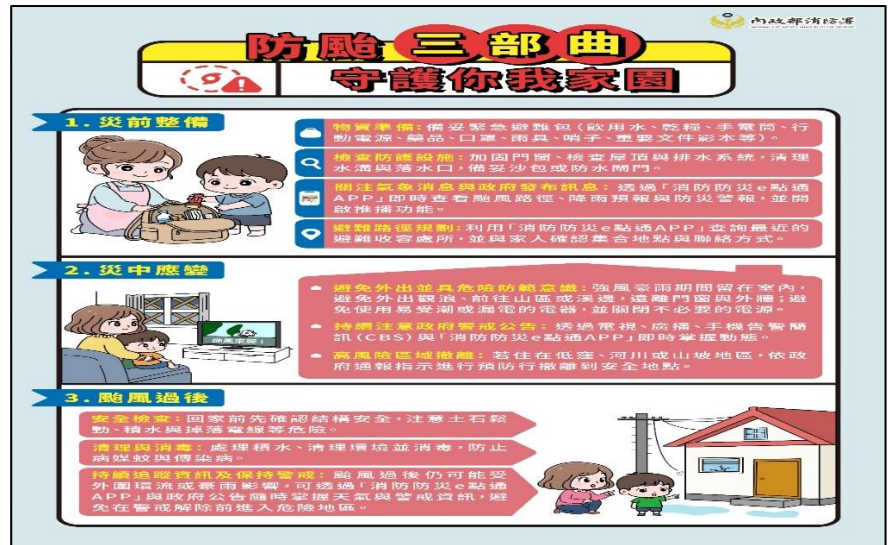 內政部消防署
防颱三部曲
守護你我家園
1.災前整備
物資準備:備妥緊急避難包(飲用水、乾糧、手電筒、行
動電源、藥品、口罩、雨具、哨子、重要文件影本等)。
檢查防護設施:加固門窗、檢查屋頂與排水系統,清理
水溝與落水口,備妥沙包或防水閘門。
關注氣象消息與政府發布訊息:透過「消防防災e點通
APP」即時查看颱風路徑、降雨預報與防災警報,並開
啟推播功能。
避難路徑規劃:利用「消防防災e點通APP」查詢最近的
避難收容處所,並與家人確認集合地點與聯絡方式。
2.災中應變
避免外出並具危險防範意識:強風豪雨期間留在室內,
避免外出觀浪、前往山區或溪邊,遠離門窗與外牆;避
免使用易受潮或漏電的電器,並關閉不必要的電源。
持續注意政府警戒公告:透過電視、廣播、手機告警簡
訊(CBS)與「消防防災e點通APP」即時掌握動態。
高風險區域撤離:若住在低窪、河川或山坡地區,依政
府通報指示進行預防行撤離到安全地點。
颱風來襲!
3.颱風過後
安全檢查:回家前先確認結構安全,注意土石鬆
動、積水與掉落電線等危險。
清理與消毒:處理積水、清理環境並消毒,防止
病媒蚊與傳染病。
持續追蹤資訊及保持警戒:颱風過後仍可能受
外圍環流或豪雨影響,可透過「消防防災e點通
APP」與政府公告隨時掌握天氣與警戒資訊,避
免在警戒解除前進入危險地區。